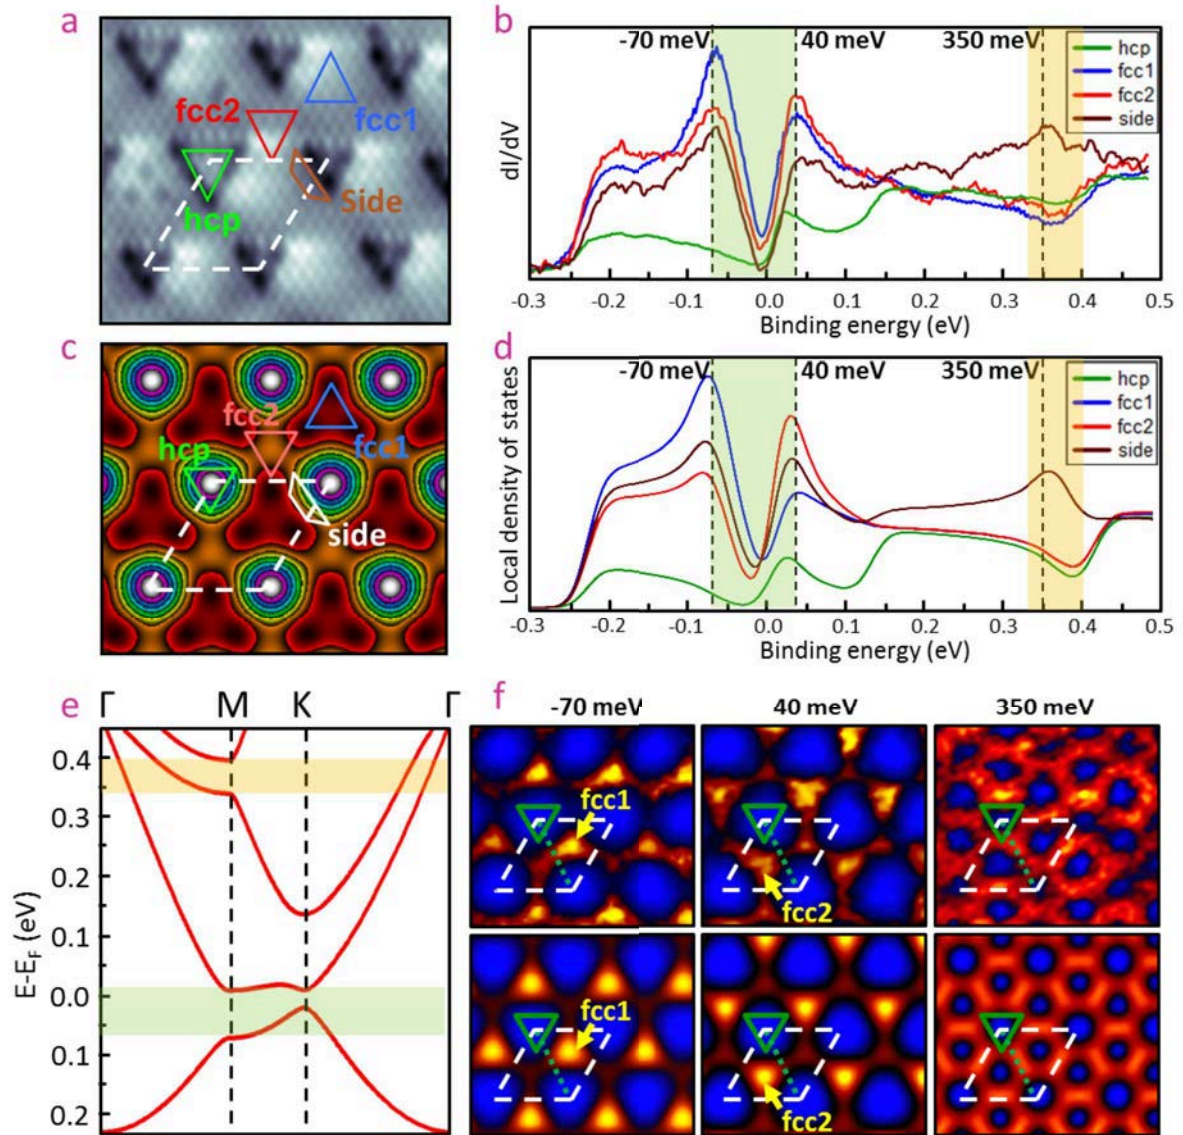 a
fcc2
fcc1
hcp
Side
b
-70 meV
40 meV
350 meV
hcp
fcc1
fcc2
side
dI/dV
-0.3 -0.2 -0.1 0.0 0.1 0.2 0.3 0.4 0.5
Binding energy (eV)
c
fcc2
fcc1
hcp
side
d
-70 meV
40 meV
350 meV
hcp
fcc1
fcc2
side
Local density of states
-0.3 -0.2 -0.1 0.0 0.1 0.2 0.3 0.4 0.5
Binding energy (eV)
e
Γ M K Γ
E-EF (eV)
0.4
0.3
0.2
0.1
0.0
0.1
0.2
f
-70 meV
40 meV
350 meV
fcc1
fcc2
fcc1
fcc2